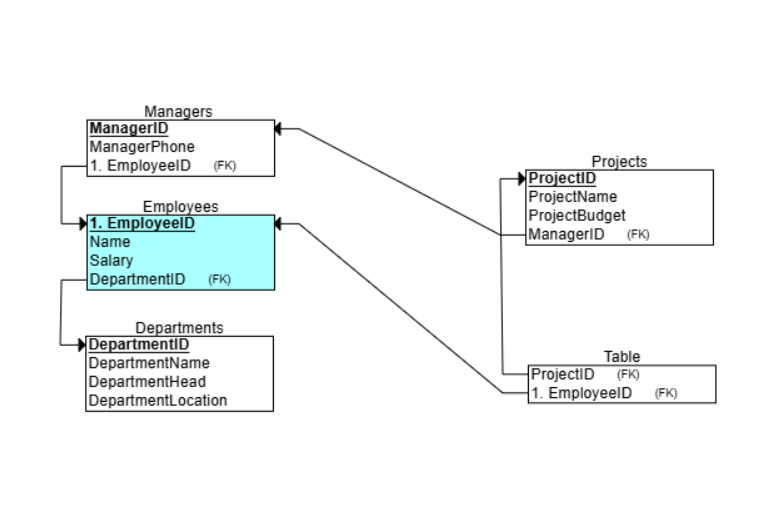 Managers
ManagerID
ManagerPhone
1. EmployeeID (FK)
Employees
1. EmployeeID
Name
Salary
DepartmentID (FK)
Departments
DepartmentID
DepartmentName
DepartmentHead
DepartmentLocation
Projects
ProjectID
ProjectName
ProjectBudget
ManagerID (FK)
Table
ProjectID (FK)
1. EmployeeID (FK)